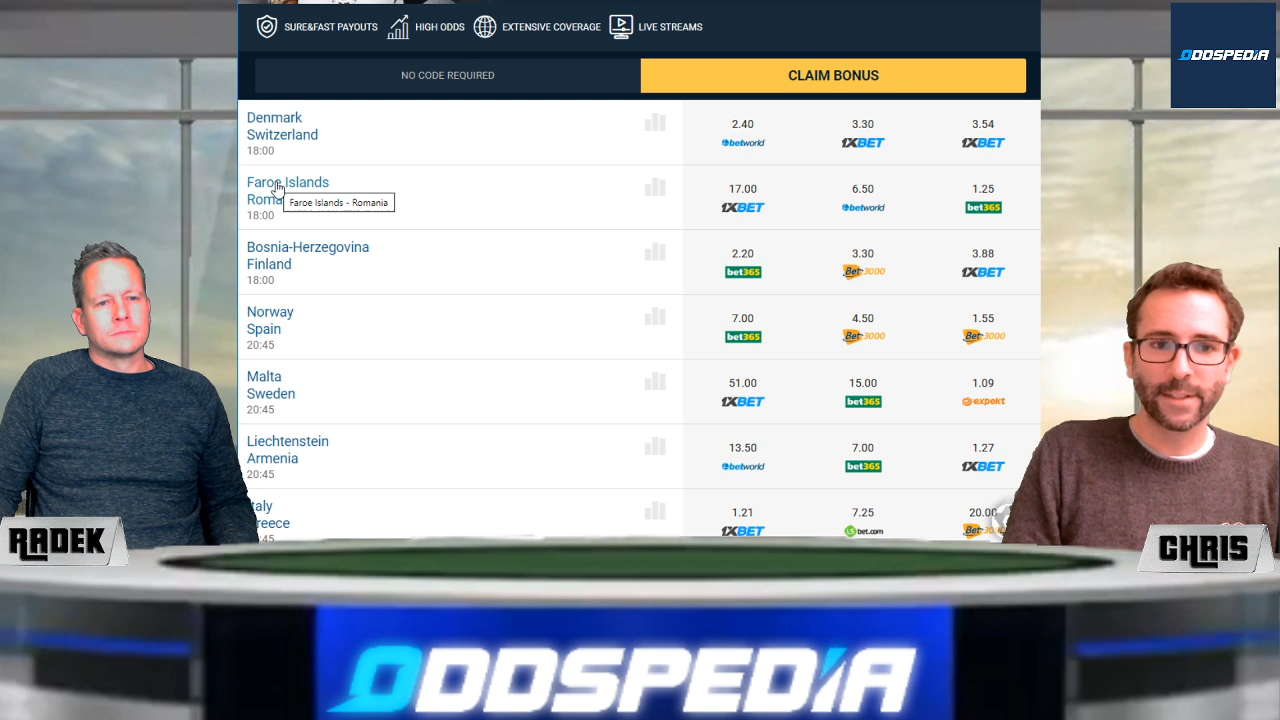 SURE&FAST PAYOUTS
HIGH ODDS
EXTENSIVE COVERAGE
LIVE STREAMS
ODDSPEDIA
NO CODE REQUIRED
CLAIM BONUS
Denmark
Switzerland
18:00
2.40 3.30 3.54
betworld 1XBET 1XBET
Faroe Islands
Roma
Faroe Islands - Romania
18:00
17.00 6.50 1.25
1XBET betworld bet365
Bosnia-Herzegovina
Finland
18:00
2.20 3.30 3.88
bet365 Bet3000 1XBET
Norway
Spain
20:45
7.00 4.50 1.55
bet365 Bet3000 Bet3000
Malta
Sweden
20:45
51.00 15.00 1.09
1XBET bet365 expekt
Liechtenstein
Armenia
20:45
13.50 7.00 1.27
betworld bet365 1XBET
Italy
reece
:45
1.21 7.25 20.00
1XBET bet.com Bet
RADEK
CHRIS
ODDSPEDIA